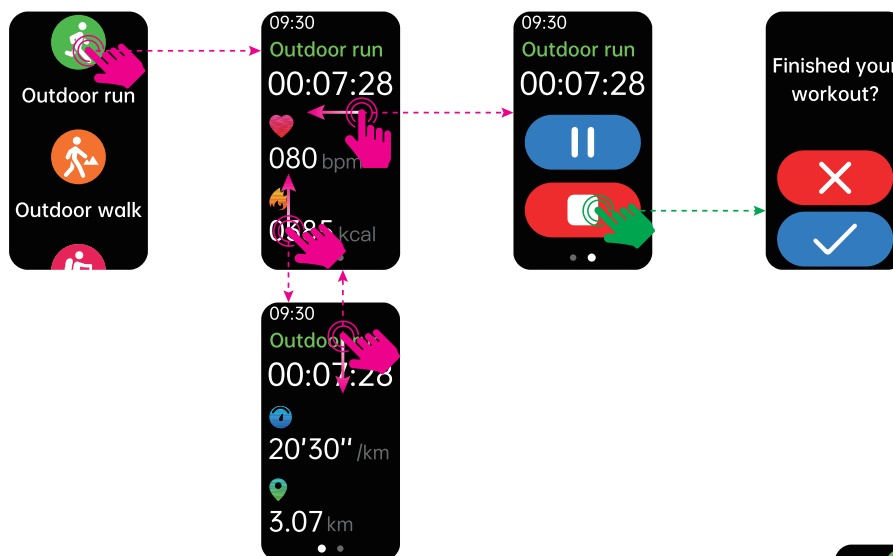 Outdoor run
Outdoor walk
09:30
Outdoor run
00:07:28
080 bpm
kcal
09:30
Outdoor run
00:07:28
Finished your
workout?
09:30
00:07:28
20'30'' /km
3.07 km